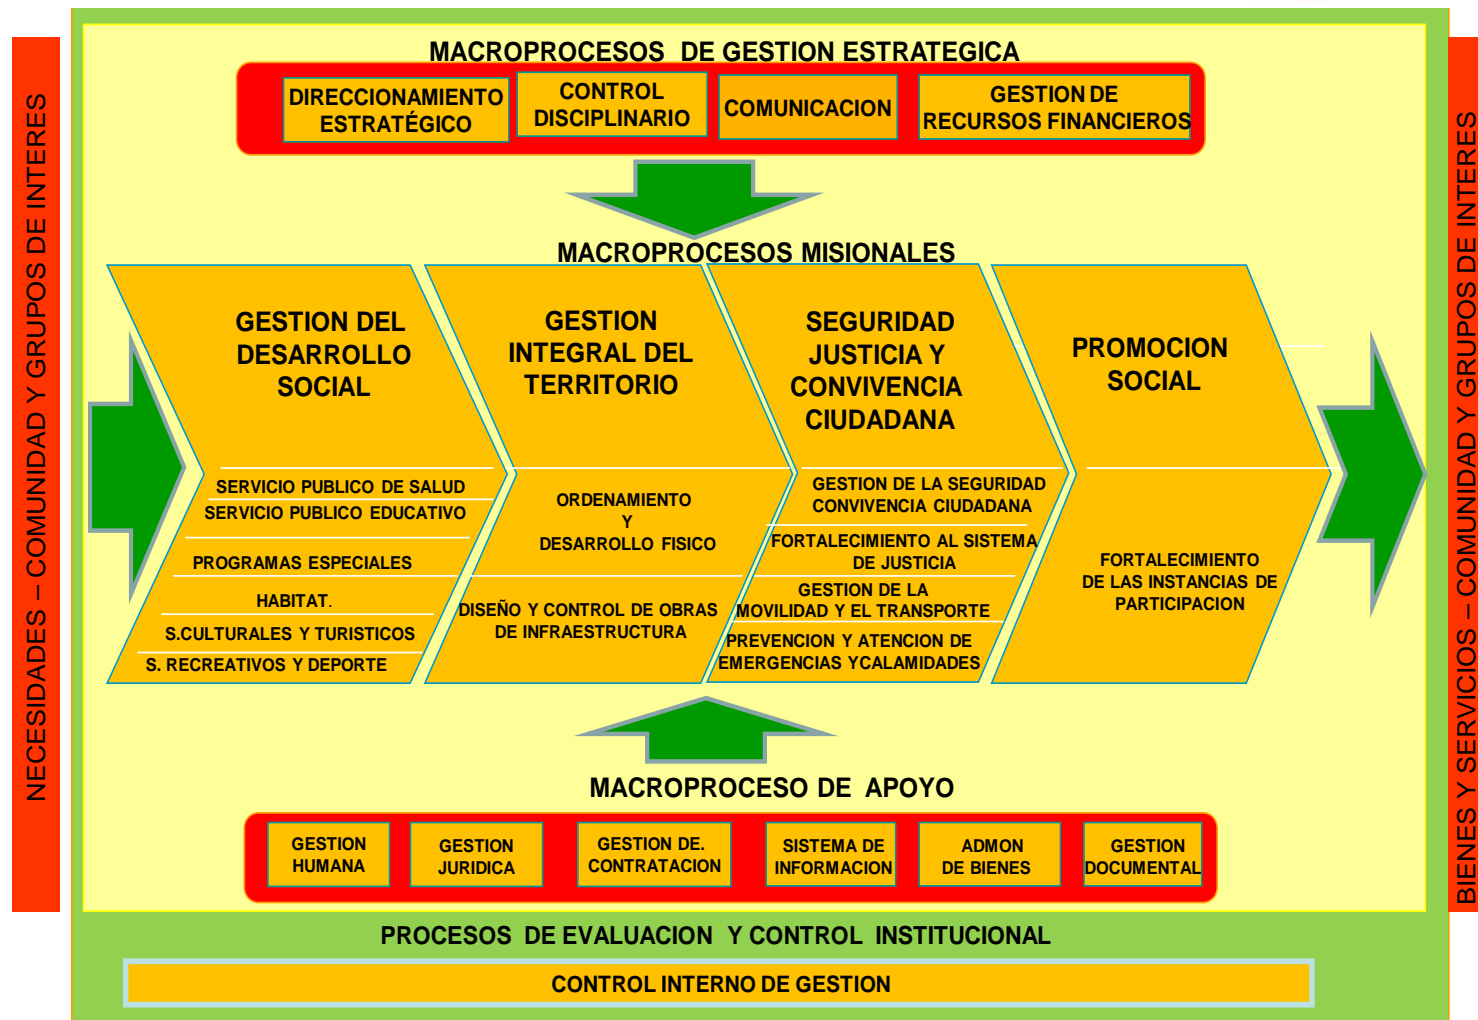 MACROPROCESOS DE GESTION ESTRATEGICA
DIRECCIONAMIENTO
ESTRATÉGICO
CONTROL
DISCIPLINARIO
COMUNICACION
GESTION DE
RECURSOS FINANCIEROS
NECESIDADES – COMUNIDAD Y GRUPOS DE INTERES
MACROPROCESOS MISIONALES
GESTION DEL
DESARROLLO
SOCIAL
SERVICIO PUBLICO DE SALUD
SERVICIO PUBLICO EDUCATIVO
PROGRAMAS ESPECIALES
HABITAT.
S.CULTURALES Y TURISTICOS
S. RECREATIVOS Y DEPORTE
GESTION
INTEGRAL DEL
TERRITORIO
ORDENAMIENTO
Y
DESARROLLO FISICO
DISEÑO Y CONTROL DE OBRAS
DE INFRAESTRUCTURA
SEGURIDAD
JUSTICIA Y
CONVIVENCIA
CIUDADANA
GESTION DE LA SEGURIDAD
CONVIVENCIA CIUDADANA
FORTALECIMIENTO AL SISTEMA
DE JUSTICIA
GESTION DE LA
MOVILIDAD Y EL TRANSPORTE
PREVENCION Y ATENCION DE
EMERGENCIAS YCALAMIDADES
PROMOCION
SOCIAL
FORTALECIMIENTO
DE LAS INSTANCIAS DE
PARTICIPACION
BIENES Y SERVICIOS – COMUNIDAD Y GRUPOS DE INTERES
MACROPROCESO DE APOYO
GESTION
HUMANA
GESTION
JURIDICA
GESTION DE.
CONTRATACION
SISTEMA DE
INFORMACION
ADMON
DE BIENES
GESTION
DOCUMENTAL
PROCESOS DE EVALUACION Y CONTROL INSTITUCIONAL
CONTROL INTERNO DE GESTION